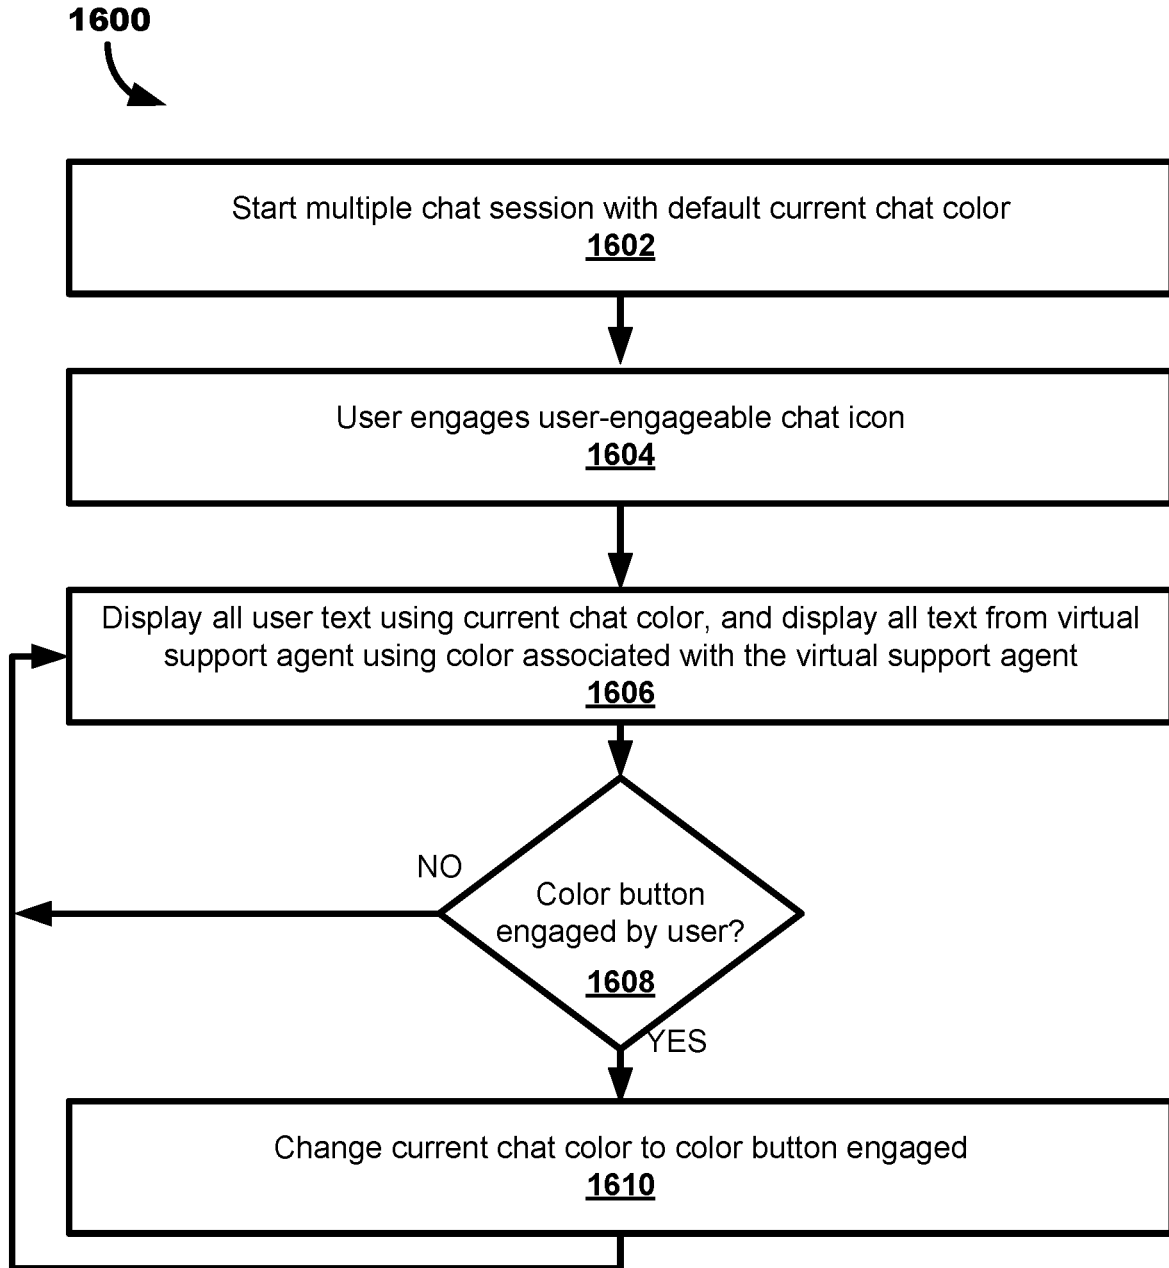 1600
Start multiple chat session with default current chat color
1602
User engages user-engageable chat icon
1604
Display all user text using current chat color, and display all text from virtual
support agent using color associated with the virtual support agent
1606
NO
Color button
engaged by user?
1608
YES
Change current chat color to color button engaged
1610